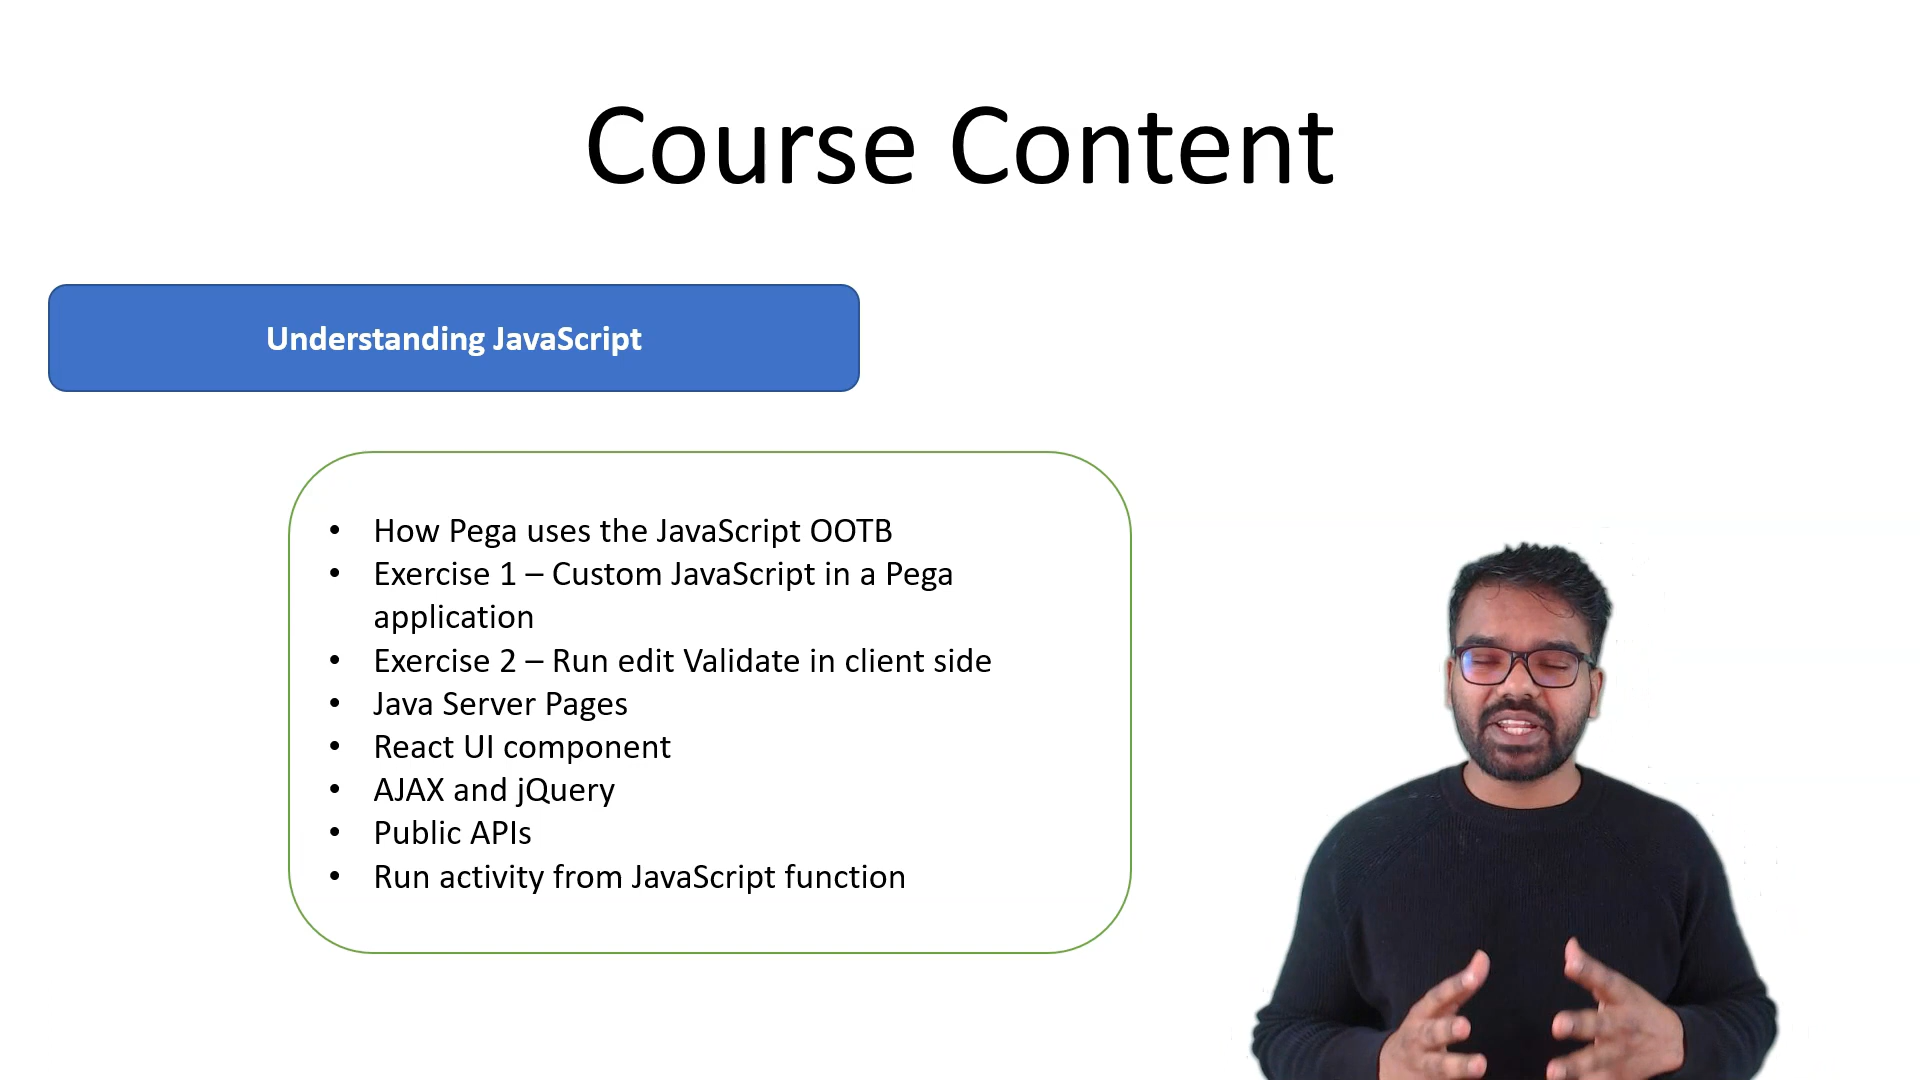 Course Content
Understanding JavaScript
• How Pega uses the JavaScript OOTB
• Exercise 1 – Custom JavaScript in a Pega
application
• Exercise 2 – Run edit Validate in client side
• Java Server Pages
• React UI component
• AJAX and jQuery
• Public APIs
• Run activity from JavaScript function